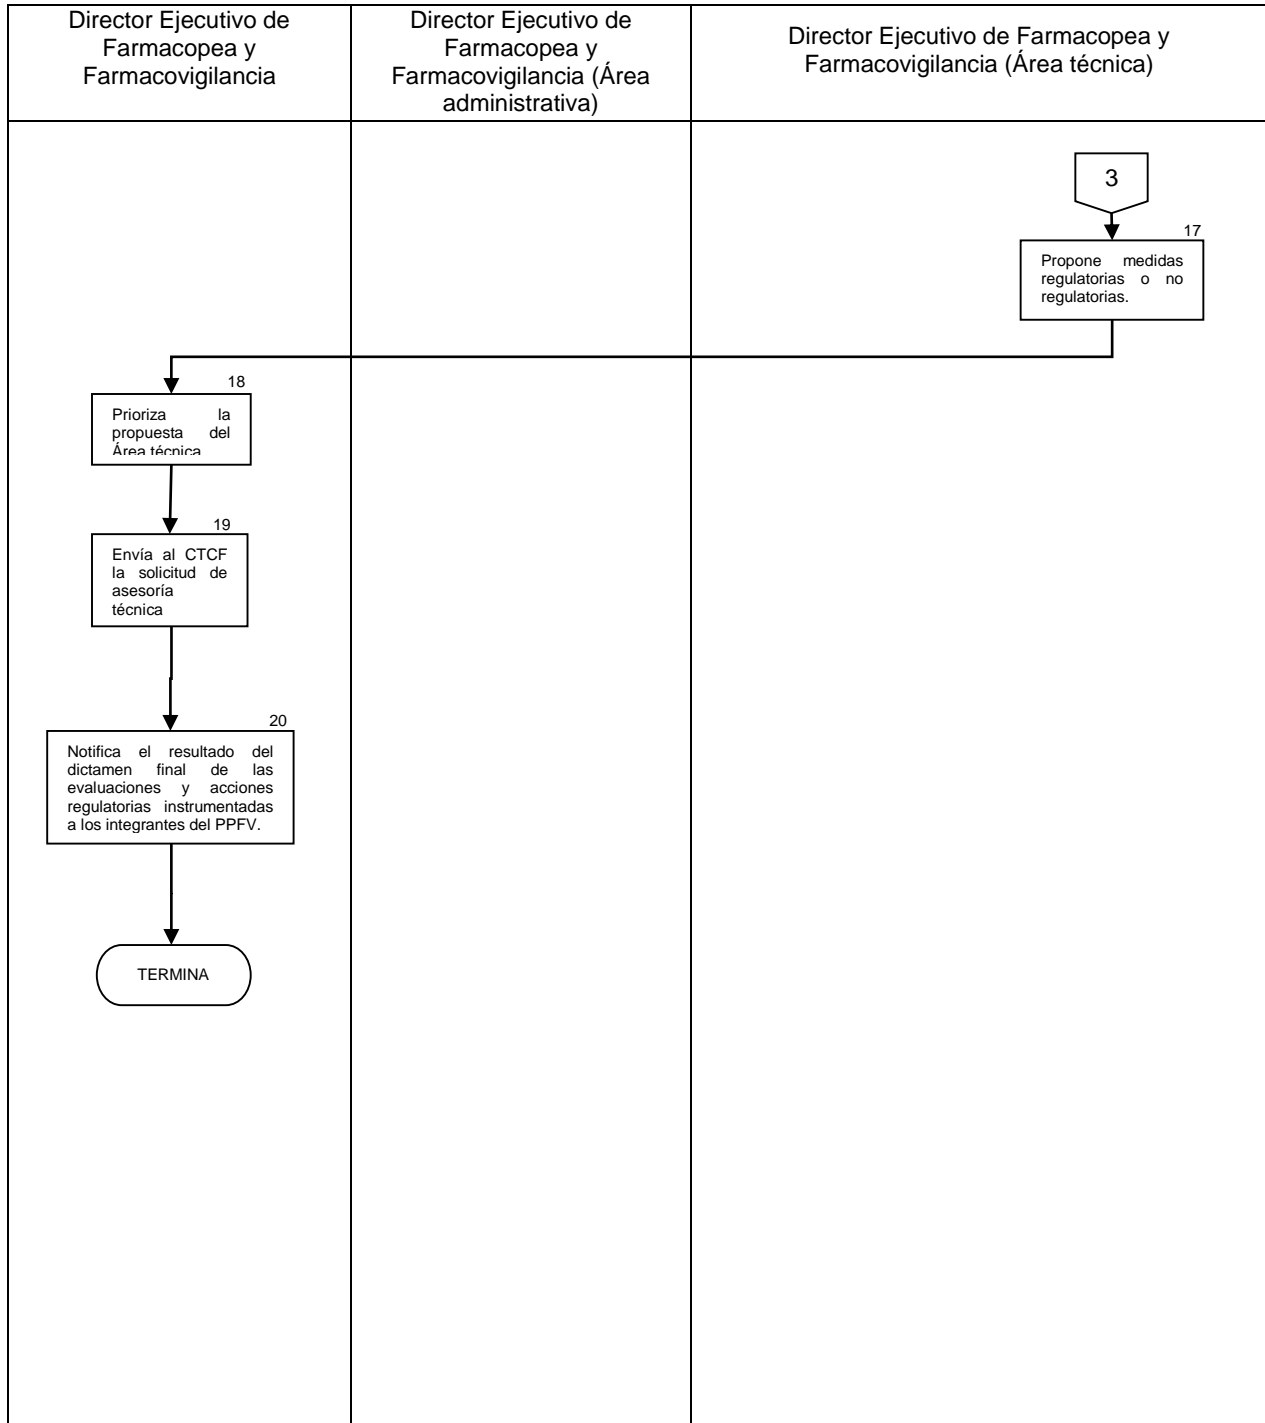 Director Ejecutivo de
Farmacopea y
Farmacovigilancia
Director Ejecutivo de
Farmacopea y
Farmacovigilancia (Área
administrativa)
Director Ejecutivo de Farmacopea y
Farmacovigilancia (Área técnica)
3
17
Propone medidas
regulatorias o no
regulatorias.
18
Prioriza la
propuesta del
Área técnica
19
Envía al CTCF
la solicitud de
asesoría
técnica
20
Notifica el resultado del
dictamen final de las
evaluaciones y acciones
regulatorias instrumentadas
a los integrantes del PPFV.
TERMINA